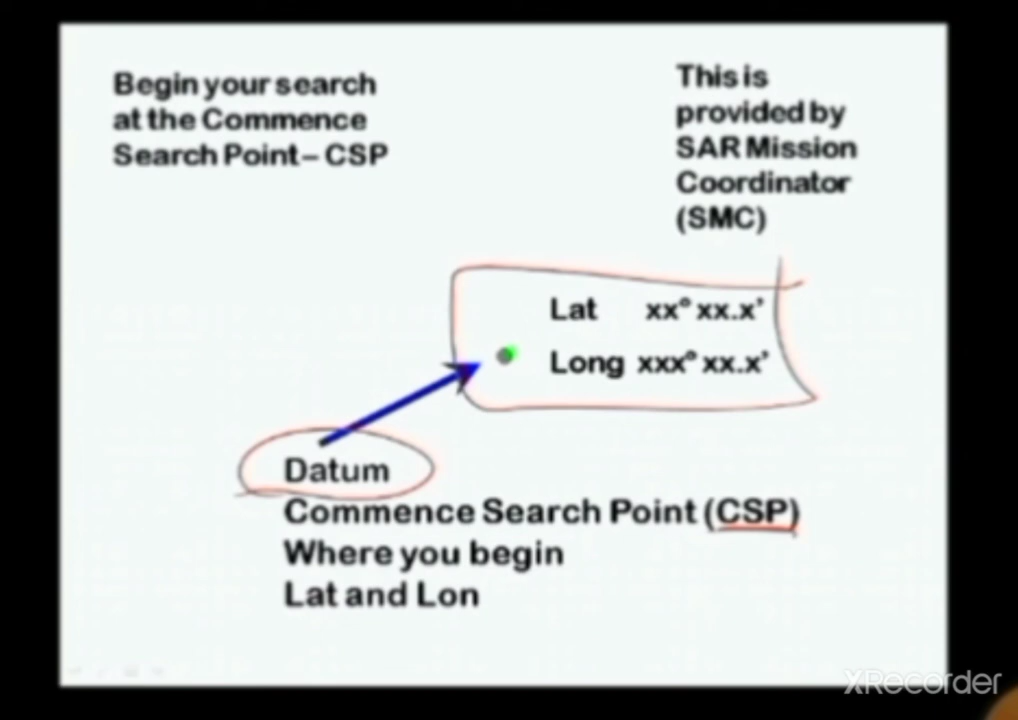 Begin your search
at the Commence
Search Point – CSP
This is
provided by
SAR Mission
Coordinator
(SMC)
Lat xx° xx.x'
Long xxx° xx.x'
Datum
Commence Search Point (CSP)
Where you begin
Lat and Lon
XRecorder